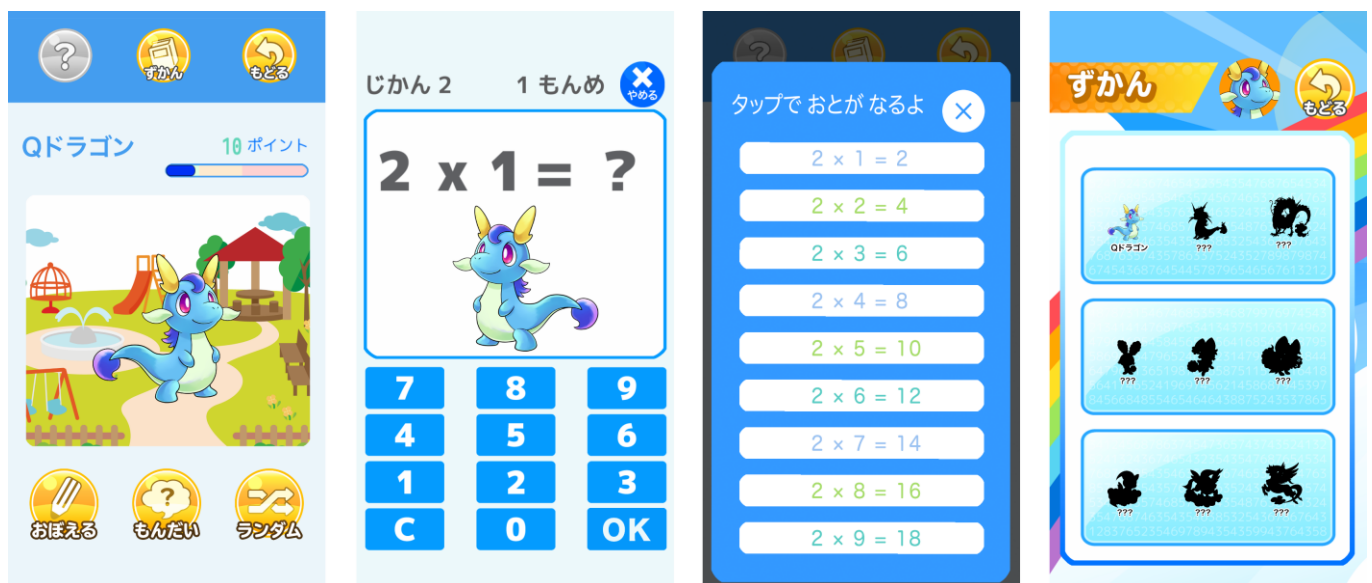 ?
ずかん
もどる
Qドラゴン
10 ポイント
おぼえる
?
もんだい
ランダム
じかん 2
1 もんめ
やめる
2 x 1 = ?
7 8 9
4 5 6
1 2 3
C 0 OK
?
タップで おとが なるよ
2 × 1 = 2
2 × 2 = 4
2 × 3 = 6
2 × 4 = 8
2 × 5 = 10
2 × 6 = 12
2 × 7 = 14
2 × 8 = 16
2 × 9 = 18
ずかん
もどる
Qドラゴン
???
???
???
???
???
???
???
???